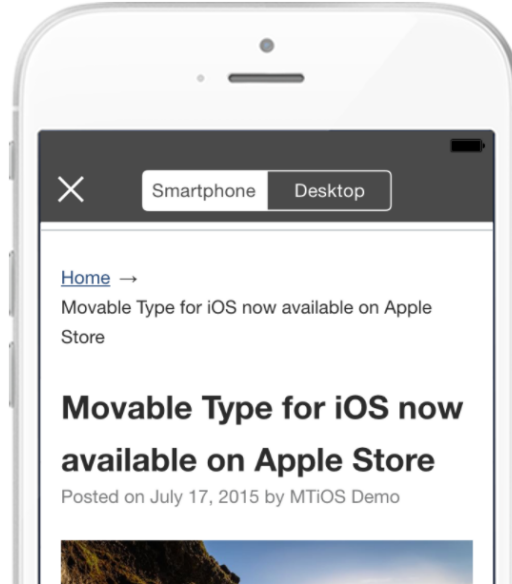 Smartphone Desktop
Home →
Movable Type for iOS now available on Apple
Store
Movable Type for iOS now
available on Apple Store
Posted on July 17, 2015 by MTiOS Demo